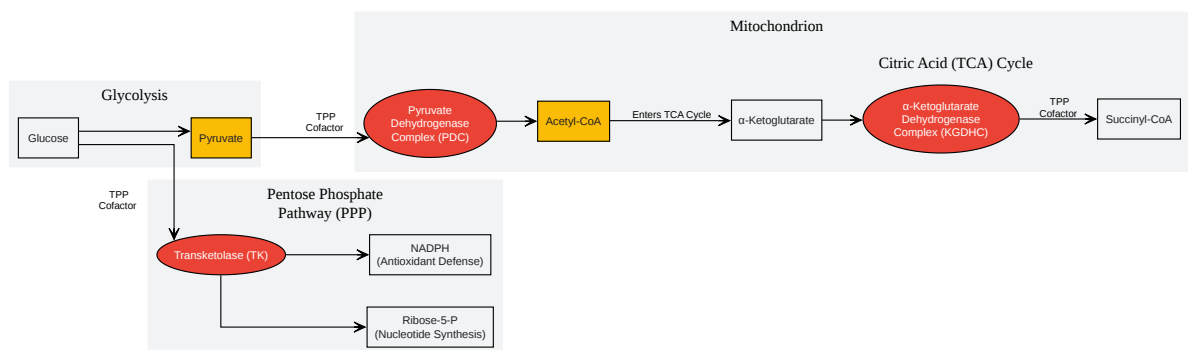 Mitochondrion
Citric Acid (TCA) Cycle
Glycolysis
Glucose
Pyruvate
TPP
Cofactor
Pyruvate
Dehydrogenase
Complex (PDC)
Acetyl-CoA
Enters TCA Cycle
α-Ketoglutarate
α-Ketoglutarate
Dehydrogenase
Complex (KGDHC)
TPP
Cofactor
Succinyl-CoA
TPP
Cofactor
Pentose Phosphate
Pathway (PPP)
Transketolase (TK)
NADPH
(Antioxidant Defense)
Ribose-5-P
(Nucleotide Synthesis)